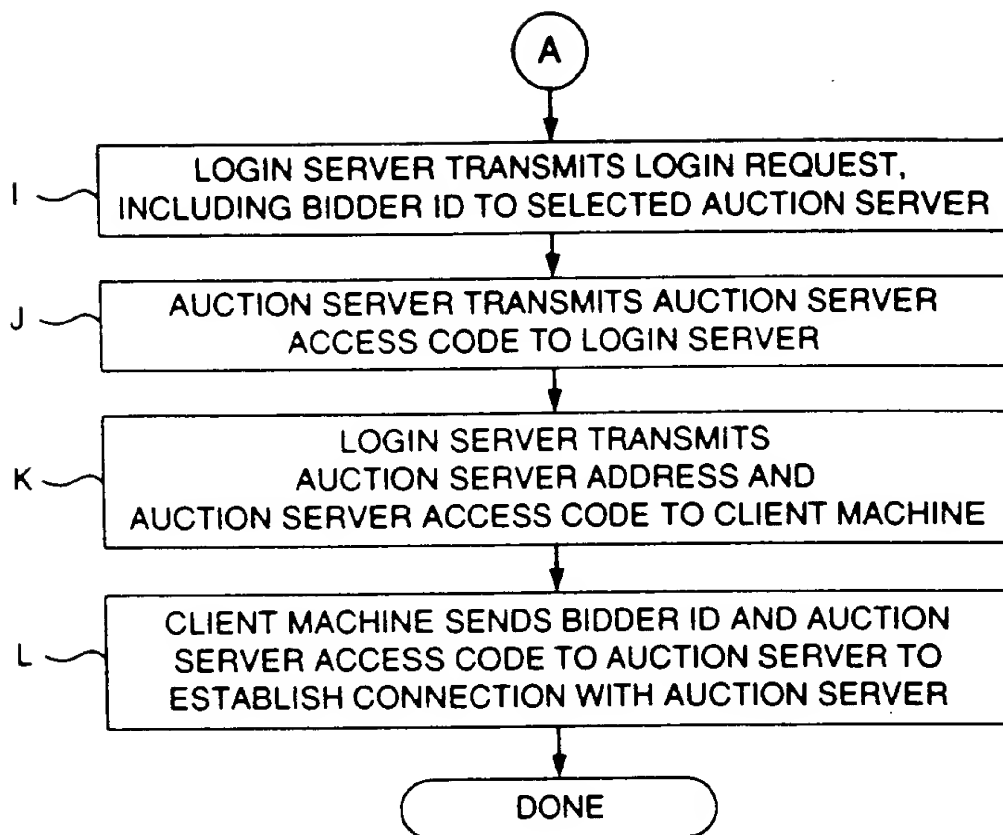 A
I
LOGIN SERVER TRANSMITS LOGIN REQUEST,
INCLUDING BIDDER ID TO SELECTED AUCTION SERVER
J
AUCTION SERVER TRANSMITS AUCTION SERVER
ACCESS CODE TO LOGIN SERVER
K
LOGIN SERVER TRANSMITS
AUCTION SERVER ADDRESS AND
AUCTION SERVER ACCESS CODE TO CLIENT MACHINE
L
CLIENT MACHINE SENDS BIDDER ID AND AUCTION
SERVER ACCESS CODE TO AUCTION SERVER TO
ESTABLISH CONNECTION WITH AUCTION SERVER
DONE